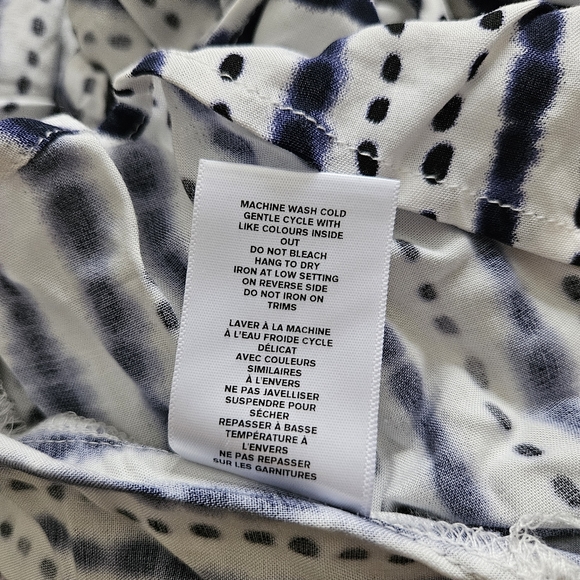 MACHINE WASH COLD
GENTLE CYCLE WITH
LIKE COLOURS INSIDE
OUT
DO NOT BLEACH
HANG TO DRY
IRON AT LOW SETTING
ON REVERSE SIDE
DO NOT IRON ON
TRIMS
LAVER À LA MACHINE
À L'EAU FROIDE CYCLE
DÉLICAT
AVEC COULEURS
SIMILAIRES
À L'ENVERS
NE PAS JAVELLISER
SUSPENDRE POUR
SÉCHER
REPASSER À BASSE
TEMPÉRATURE À
L'ENVERS
NE PAS REPASSER
SUR LES GARNITURES